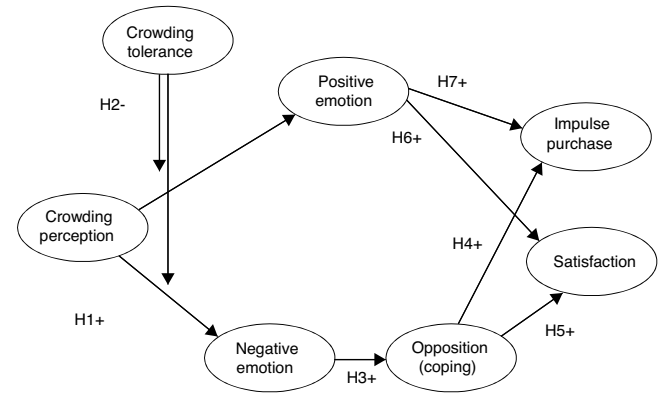 Crowding
tolerance
H2-
Positive
emotion
H7+
Impulse
purchase
H6+
Crowding
perception
H4+
Satisfaction
H1+
H5+
Negative
emotion
H3+
Opposition
(coping)